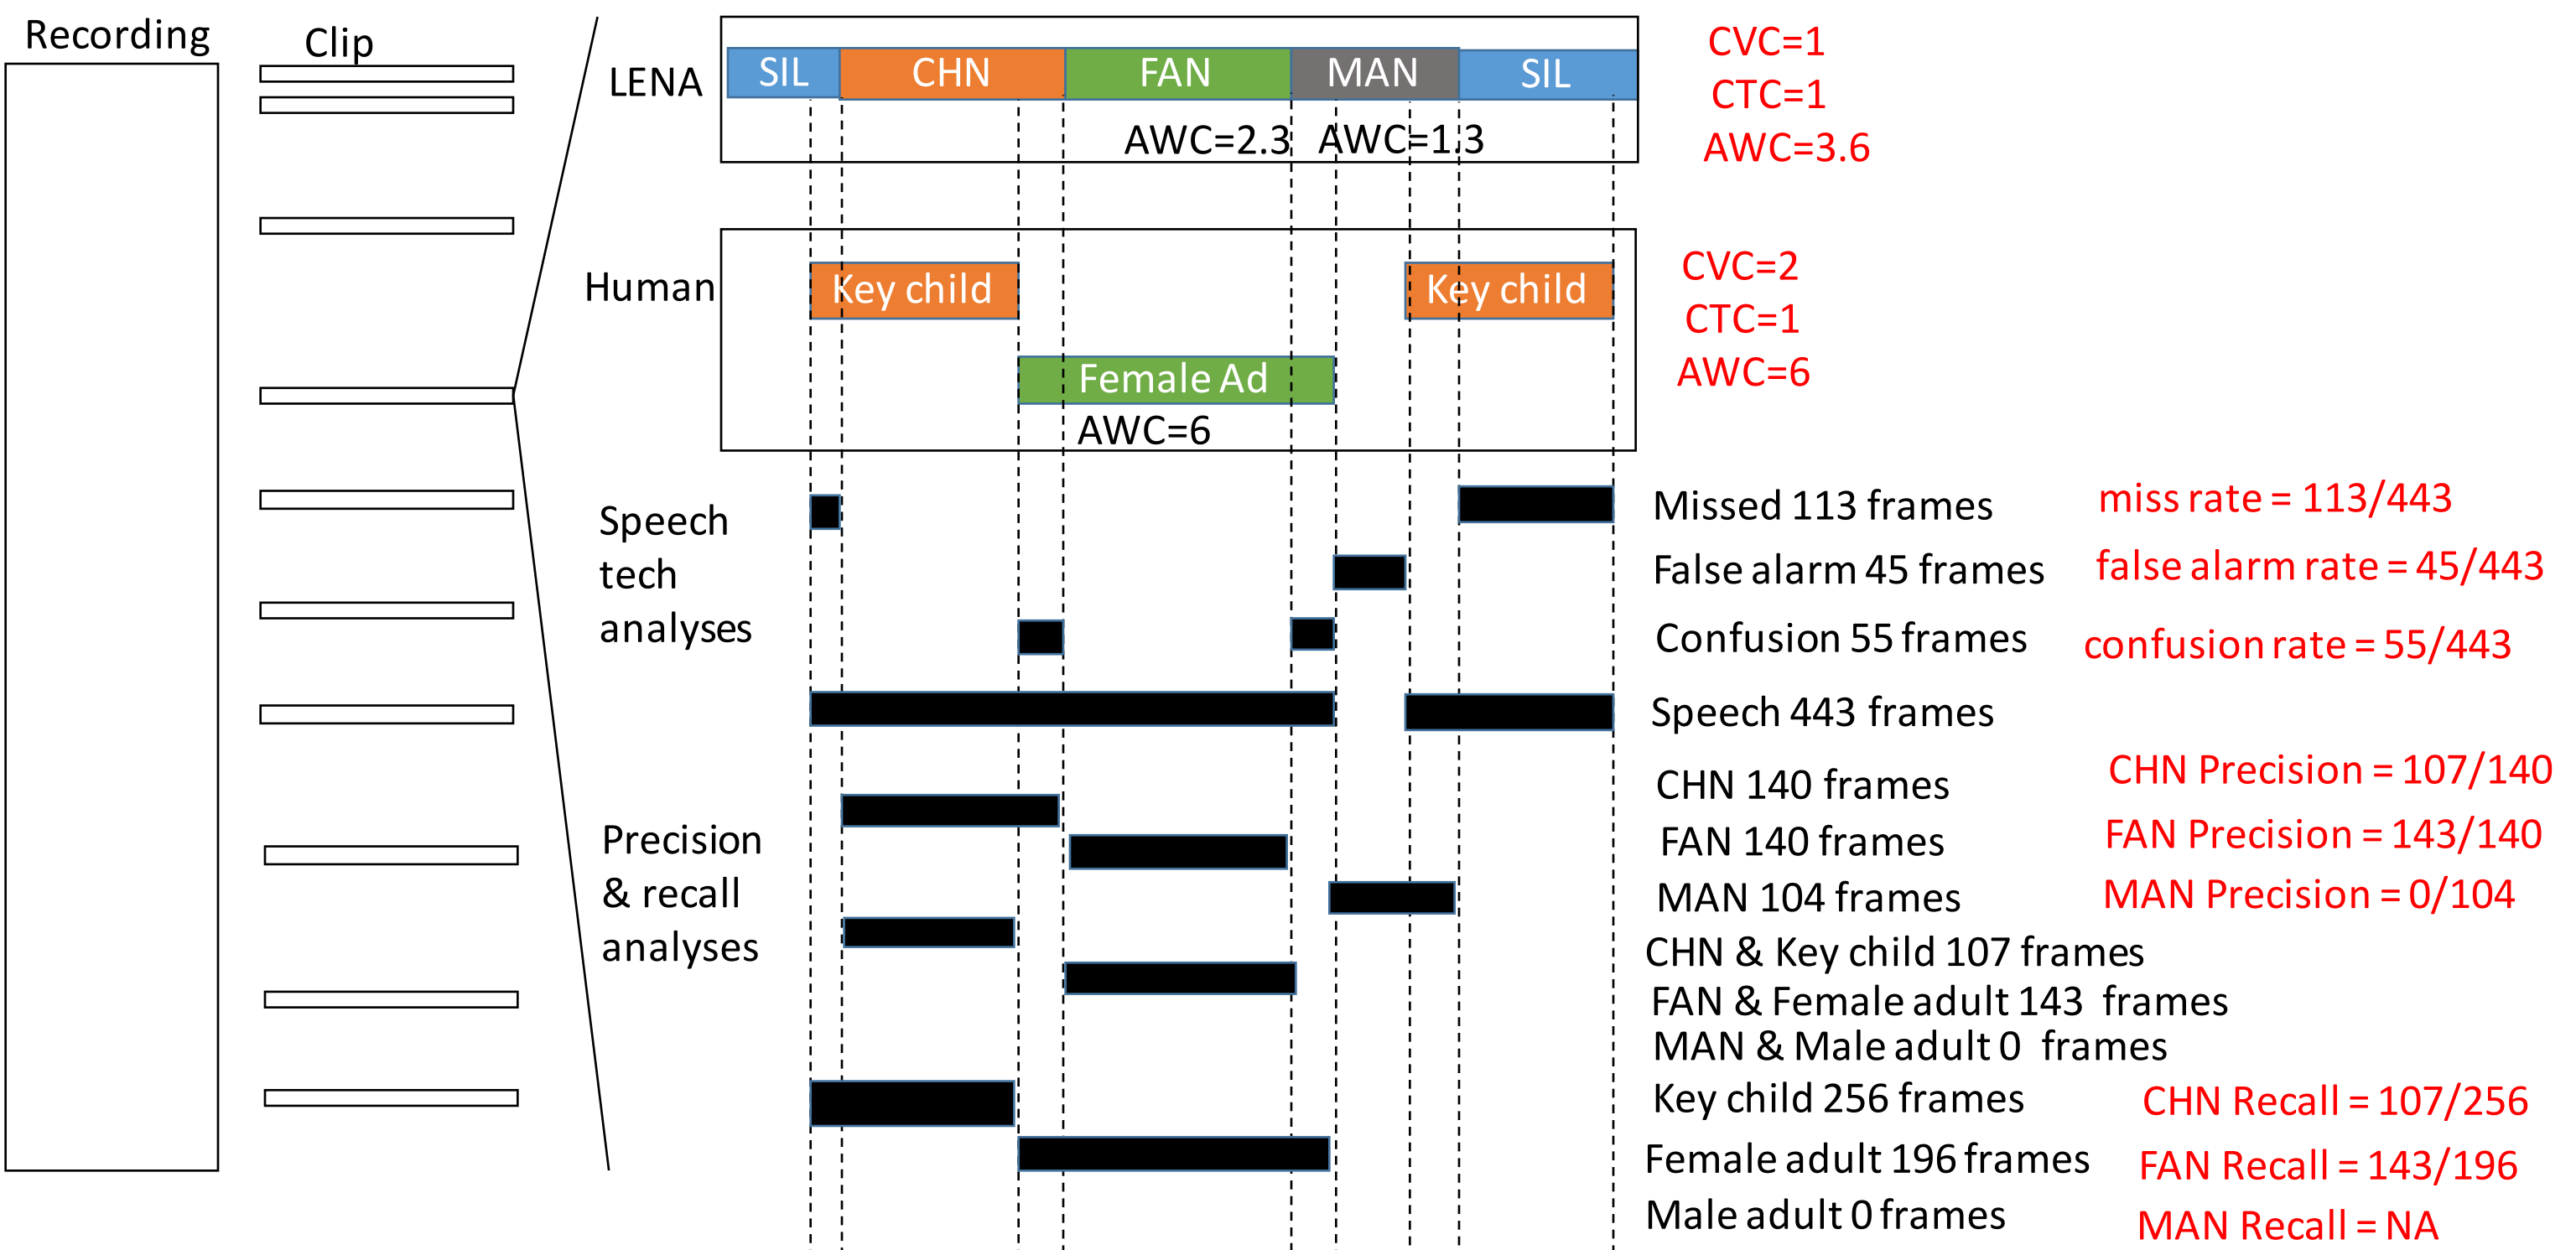 Recording
Clip
LENA
SIL
CHN
FAN
MAN
SIL
AWC=2.3
AWC=1.3
CVC=1
CTC=1
AWC=3.6
Human
Key child
Key child
Female Ad
AWC=6
CVC=2
CTC=1
AWC=6
Speech
tech
analyses
Missed 113 frames
miss rate = 113/443
False alarm 45 frames
false alarm rate = 45/443
Confusion 55 frames
confusion rate = 55/443
Speech 443 frames
Precision
& recall
analyses
CHN 140 frames
CHN Precision = 107/140
FAN 140 frames
FAN Precision = 143/140
MAN 104 frames
MAN Precision = 0/104
CHN & Key child 107 frames
FAN & Female adult 143 frames
MAN & Male adult 0 frames
Key child 256 frames
CHN Recall = 107/256
Female adult 196 frames
FAN Recall = 143/196
Male adult 0 frames
MAN Recall = NA